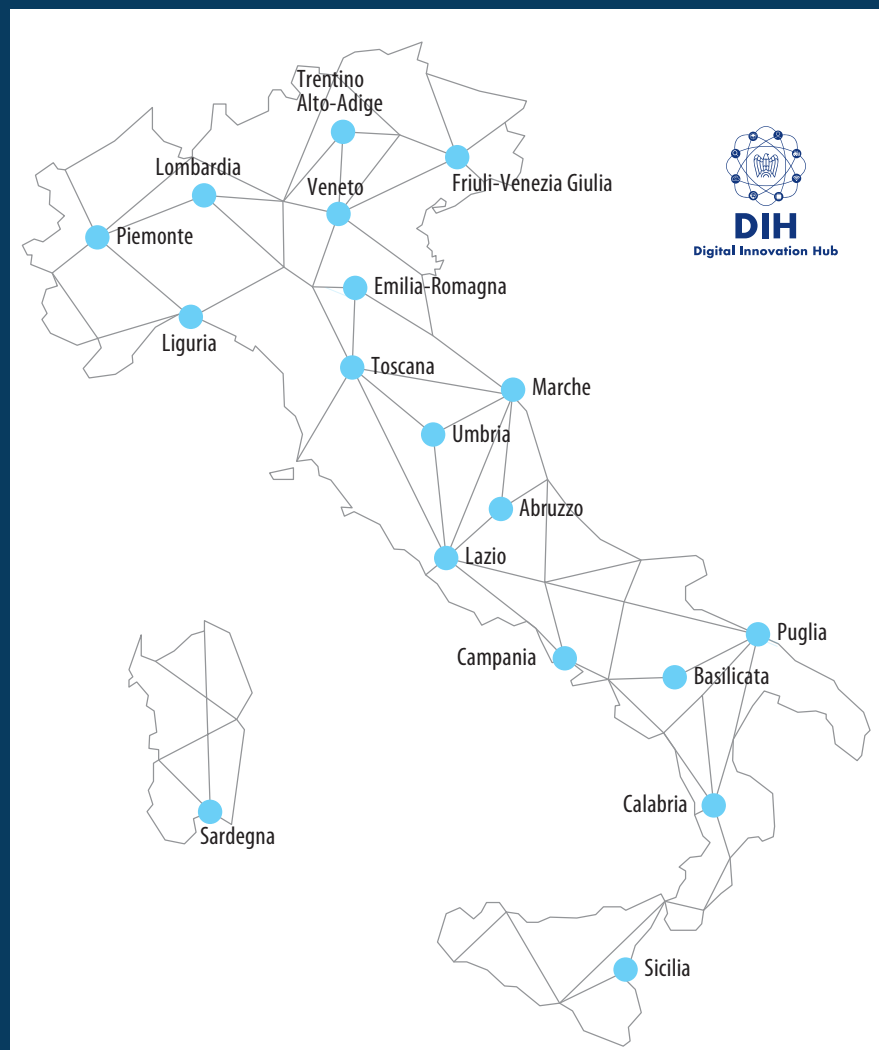 Trentino
Alto-Adige
Lombardia
Veneto
Friuli-Venezia Giulia
DIH
Digital Innovation Hub
Piemonte
Emilia-Romagna
Liguria
Toscana
Marche
Umbria
Abruzzo
Lazio
Puglia
Campania
Basilicata
Calabria
Sardegna
Sicilia